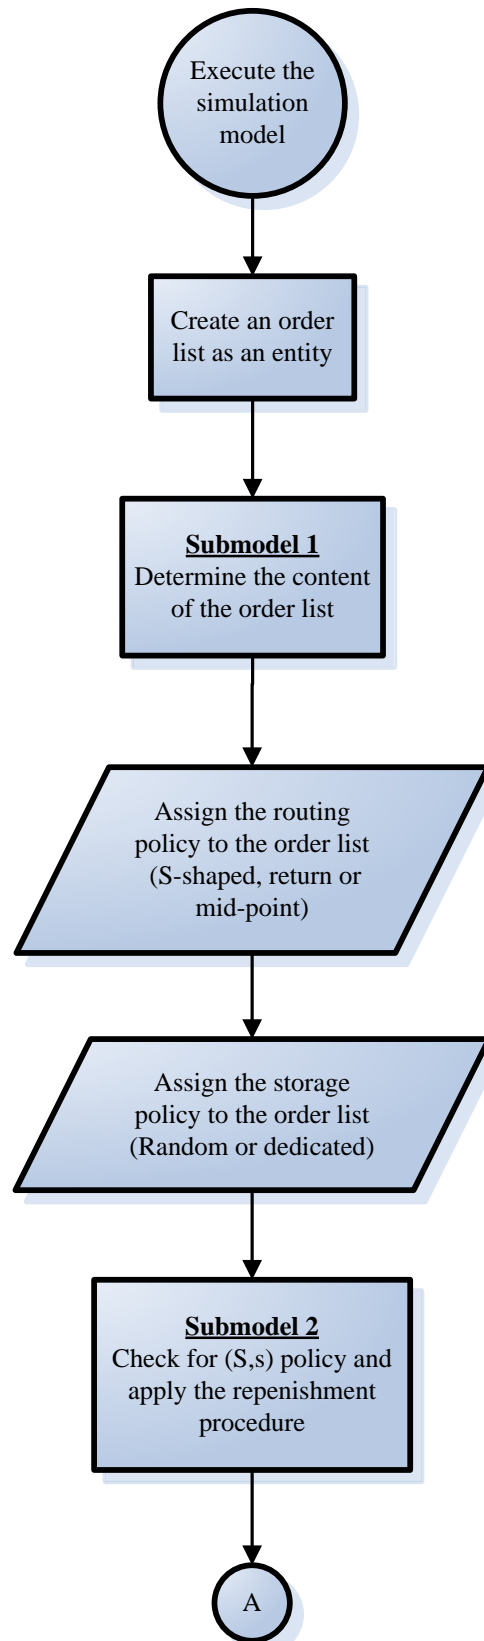 Execute the
simulation
model
Create an order
list as an entity
Submodel 1
Determine the content
of the order list
Assign the routing
policy to the order list
(S-shaped, return or
mid-point)
Assign the storage
policy to the order list
(Random or dedicated)
Submodel 2
Check for (S,s) policy and
apply the repenishment
procedure
A